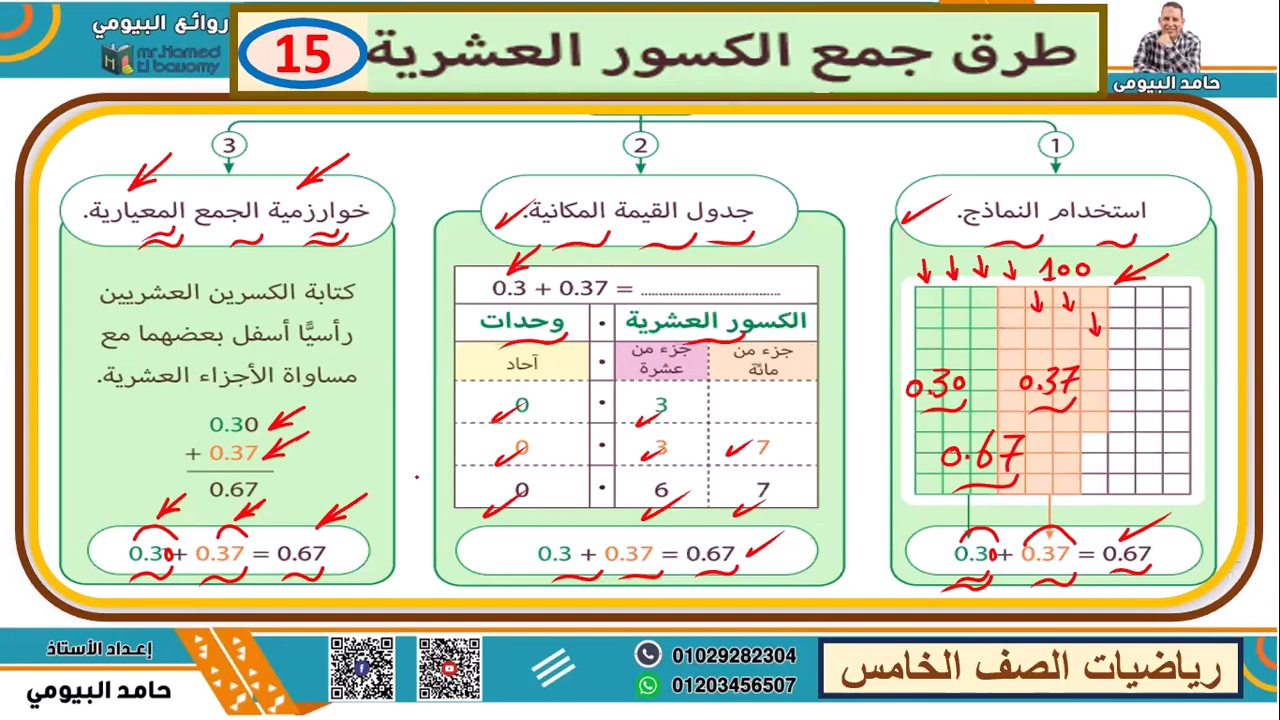 روائع البيومي
mr.Hamed
El bauomy
طرق جمع الكسور العشرية
15
حامد البيومى
1
استخدام النماذج.
100
0.30
0.37
0.67
0.30 + 0.37 = 0.67
2
جدول القيمة المكانية.
0.3 + 0.37 = ................
وحدات . الكسور العشرية
آحاد . جزء من عشرة جزء من مائة
0 . 3
0 . 3 7
0 . 6 7
0.3 + 0.37 = 0.67
3
خوارزمية الجمع المعيارية.
كتابة الكسرين العشريين
رأسيًّا أسفل بعضهما مع
مساواة الأجزاء العشرية.
0.30
+ 0.37
0.67
0.30 + 0.37 = 0.67
إعداد الأستاذ
حامد البيومي
01029282304
01203456507
رياضيات الصف الخامس